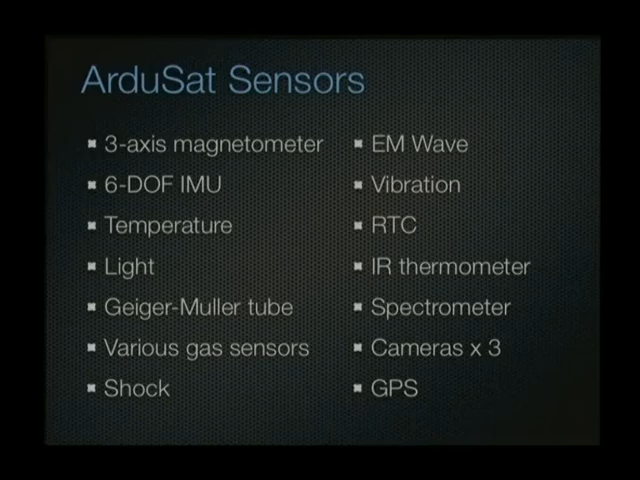 ArduSat Sensors
3-axis magnetometer
6-DOF IMU
Temperature
Light
Geiger-Muller tube
Various gas sensors
Shock
EM Wave
Vibration
RTC
IR thermometer
Spectrometer
Cameras x 3
GPS